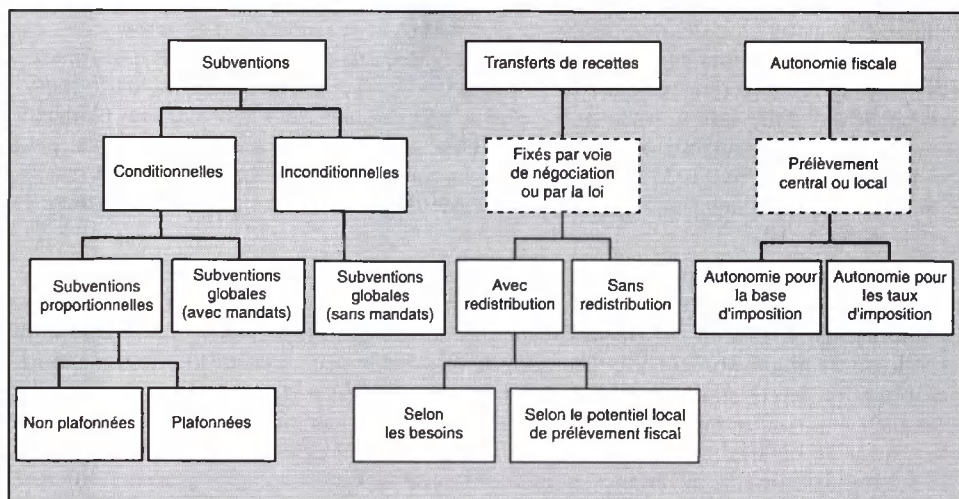 Subventions
Transferts de recettes
Autonomie fiscale
Conditionnelles
Inconditionnelles
Fixés par voie
de négociation
ou par la loi
Prélèvement
central ou local
Subventions
proportionnelles
Subventions
globales
(avec mandats)
Subventions
globales
(sans mandats)
Avec
redistribution
Sans
redistribution
Autonomie pour
la base
d'imposition
Autonomie pour
les taux
d'imposition
Non plafonnées
Plafonnées
Selon
les besoins
Selon le potentiel local
de prélèvement fiscal